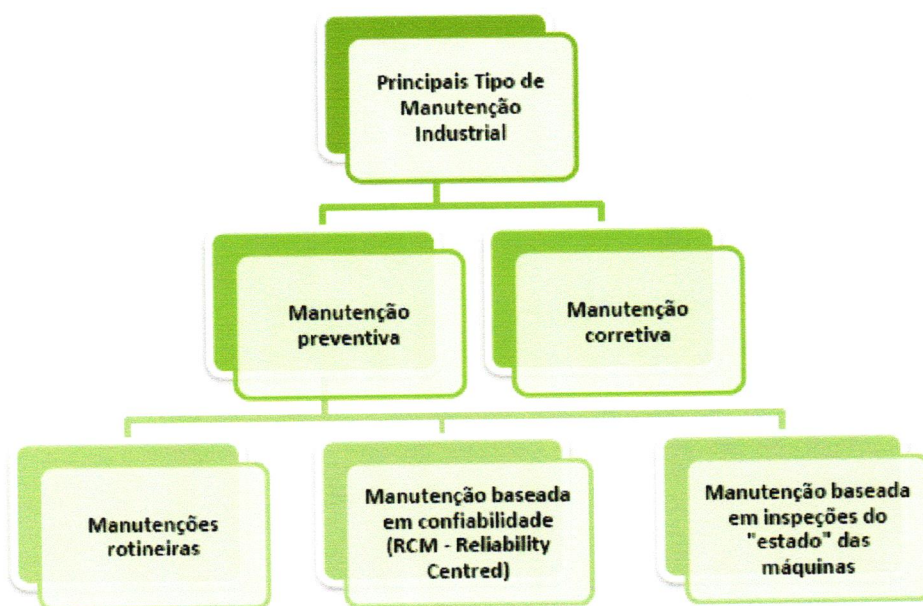 Principais Tipo de
Manutenção
Industrial
Manutenção
preventiva
Manutenção
corretiva
Manutenções
rotineiras
Manutenção baseada
em confiabilidade
(RCM - Reliability
Centred)
Manutenção baseada
em inspeções do
"estado" das
máquinas